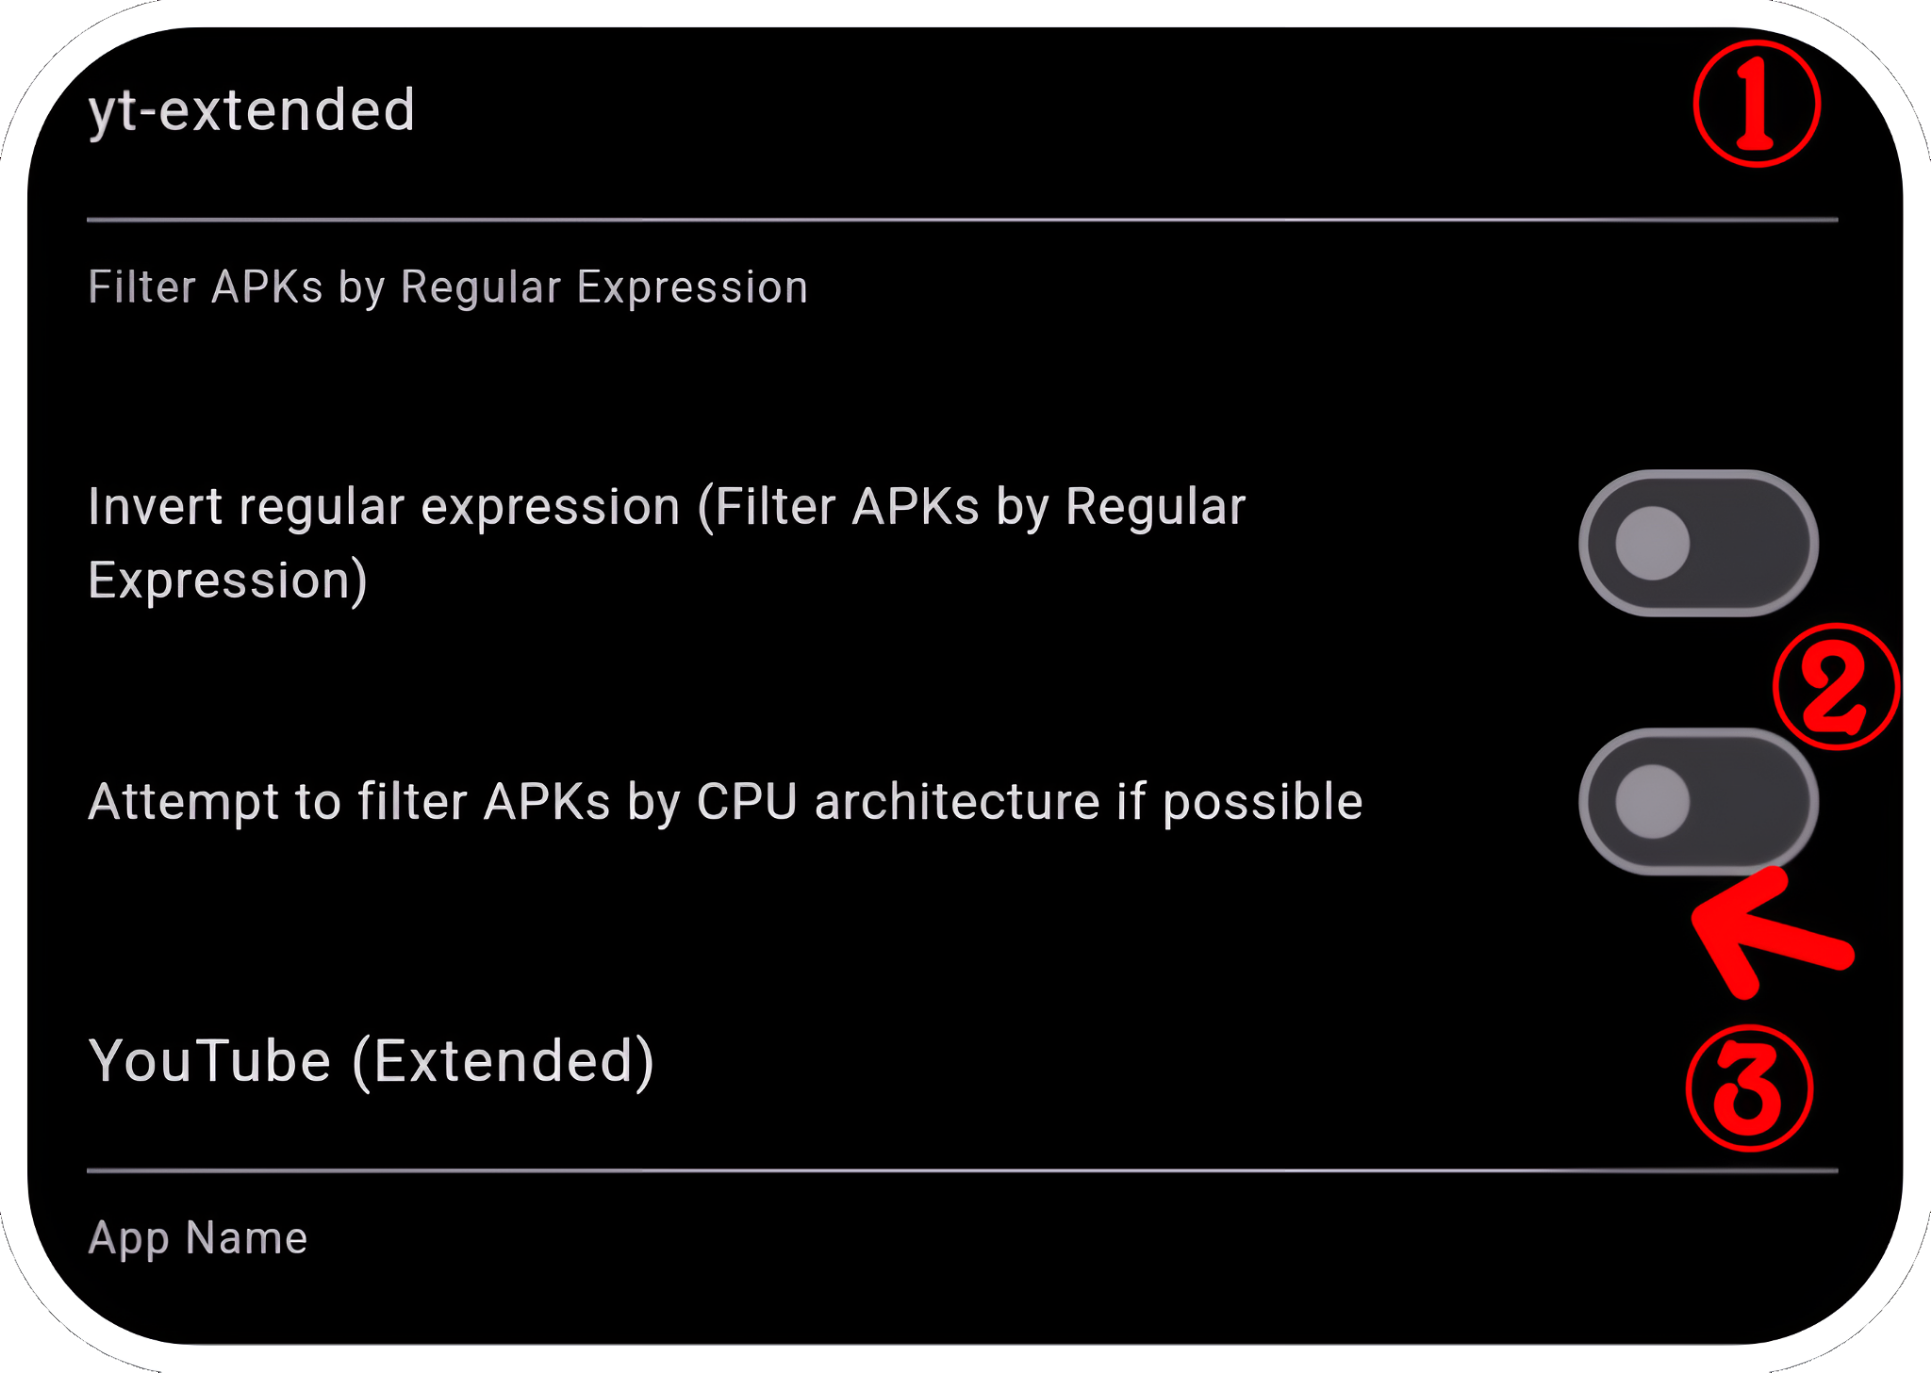 yt-extended
①
Filter APKs by Regular Expression
Invert regular expression (Filter APKs by Regular
Expression)
②
Attempt to filter APKs by CPU architecture if possible
YouTube (Extended)
③
App Name